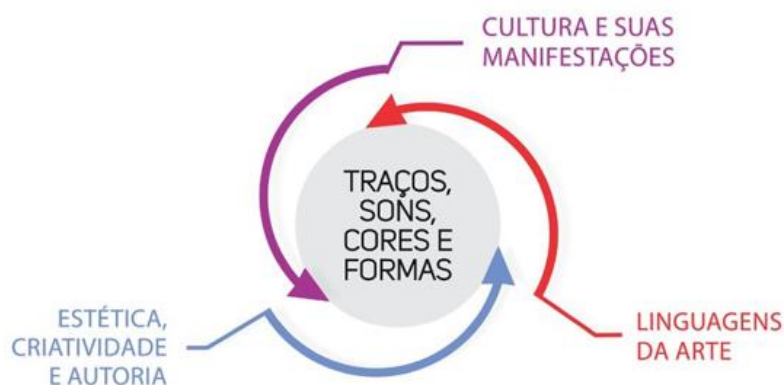 CULTURA E SUAS
MANIFESTAÇÕES
TRAÇOS,
SONS,
CORES E
FORMAS
ESTÉTICA,
CRIATIVIDADE
E AUTORIA
LINGUAGENS
DA ARTE